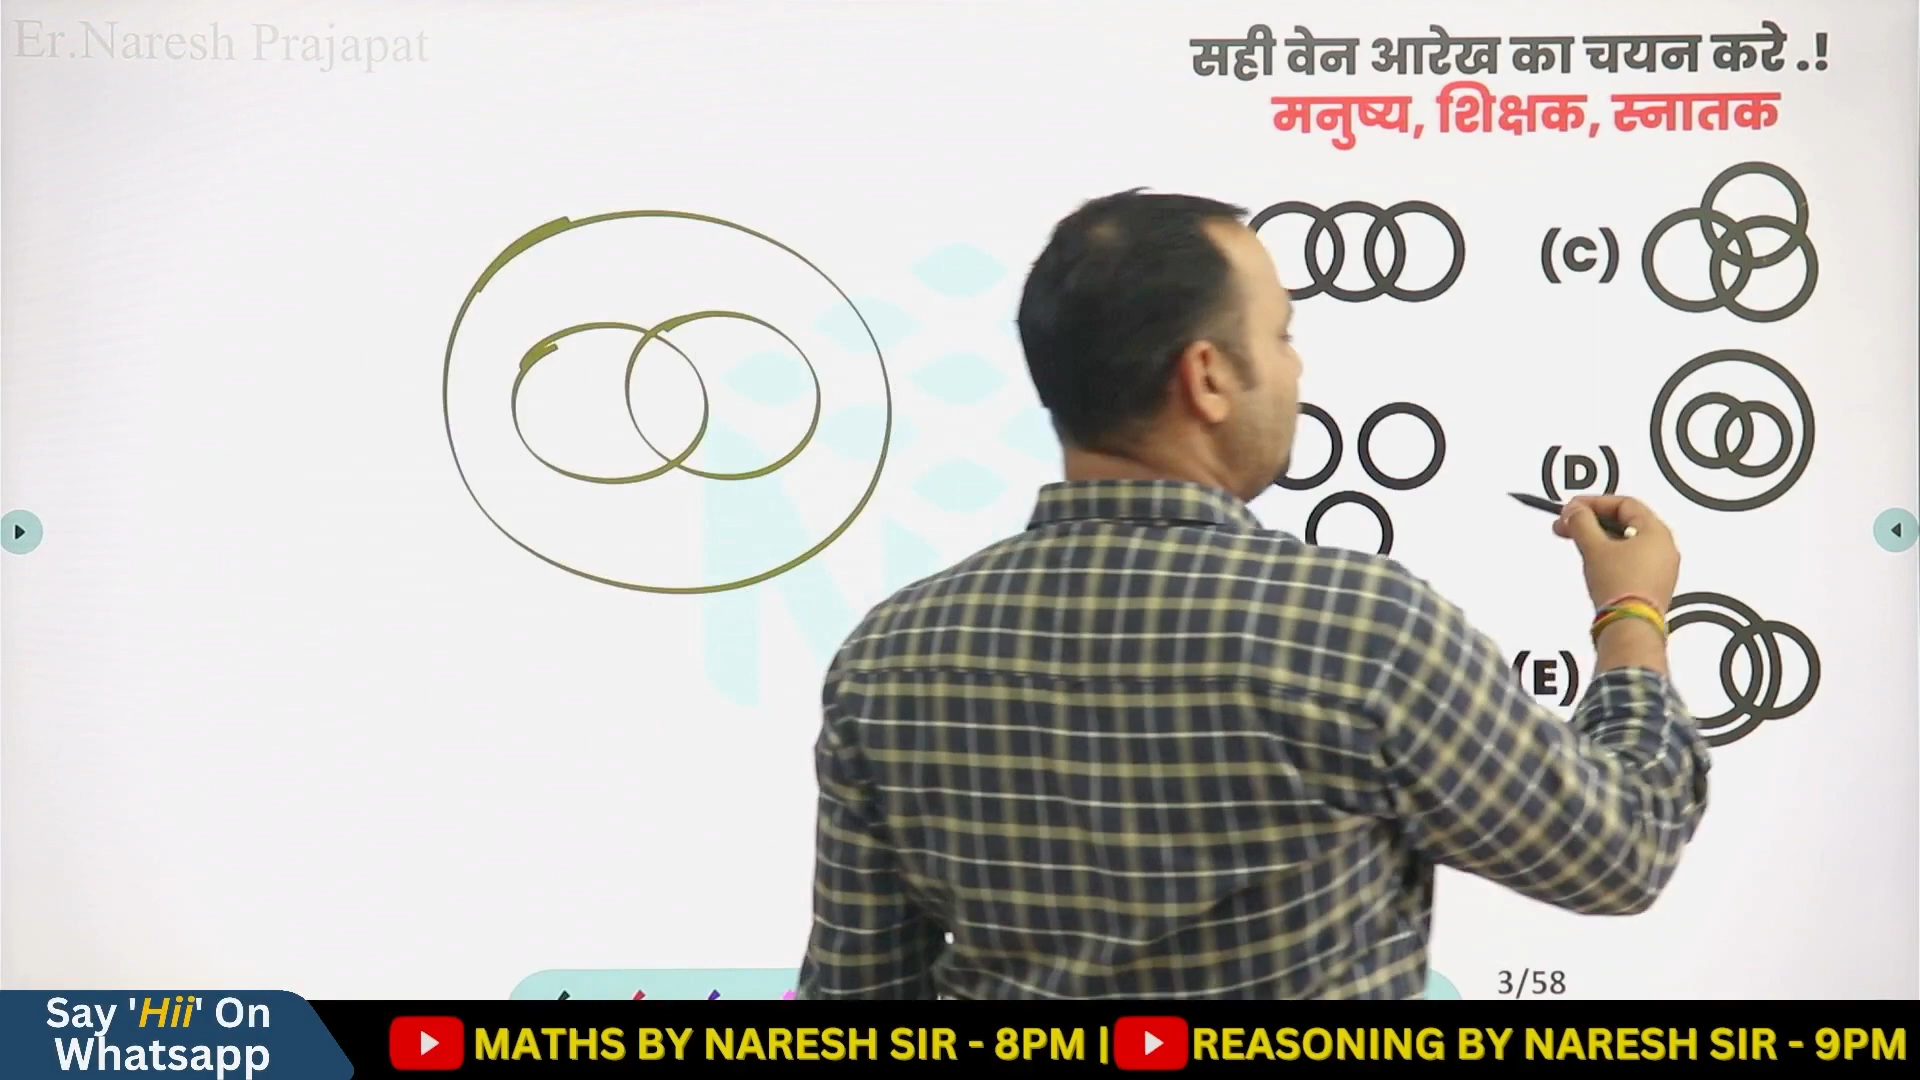 Er.Naresh Prajapat
सही वेन आरेख का चयन करे .!
मनुष्य, शिक्षक, स्नातक
(C)
(D)
(E)
3/58
Say 'Hii' On
Whatsapp
MATHS BY NARESH SIR - 8PM |
REASONING BY NARESH SIR - 9PM